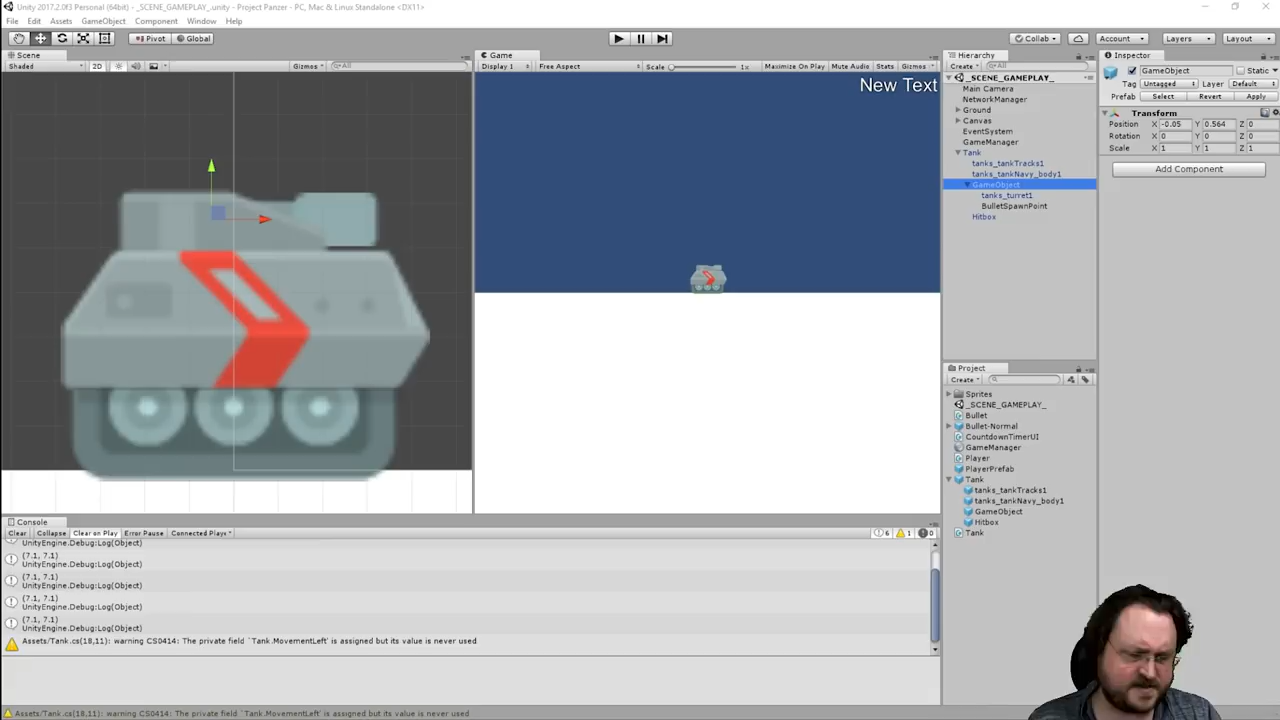 Unity 2017.2.0f3 Personal (64bit) - _SCENE_GAMEPLAY_.unity - Project Panzer - PC, Mac & Linux Standalone <DX11>
File Edit Assets GameObject Component Window Help
Pivot Global Collab Account Layers Layout
Scene
Shaded 2D Gizmos All
Game
Display 1 Free Aspect Scale 1x Maximize On Play Mute Audio Stats Gizmos
New Text
Hierarchy
Create All
_SCENE_GAMEPLAY_
Main Camera
NetworkManager
Ground
Canvas
EventSystem
GameManager
Tank
tanks_tankTracks1
tanks_tankNavy_body1
GameObject
tanks_turret1
BulletSpawnPoint
Hitbox
Inspector
GameObject Static
Tag Untagged Layer Default
Prefab Select Revert Apply
Transform
Position X -0.05 Y 0.564 Z 0
Rotation X 0 Y 0 Z 0
Scale X 1 Y 1 Z 1
Add Component
Project
Create
Sprites
_SCENE_GAMEPLAY_
Bullet
Bullet-Normal
CountdownTimerUI
GameManager
Player
PlayerPrefab
Tank
tanks_tankTracks1
tanks_tankNavy_body1
GameObject
Hitbox
Tank
Console
Clear Collapse Clear on Play Error Pause Connected Playe 6 1 0
UnityEngine.Debug:Log(Object)
(7.1, 7.1)
UnityEngine.Debug:Log(Object)
(7.1, 7.1)
UnityEngine.Debug:Log(Object)
(7.1, 7.1)
UnityEngine.Debug:Log(Object)
(7.1, 7.1)
UnityEngine.Debug:Log(Object)
Assets/Tank.cs(18,11): warning CS0414: The private field `Tank.MovementLeft' is assigned but its value is never used
Assets/Tank.cs(18,11): warning CS0414: The private field `Tank.MovementLeft' is assigned but its value is never used